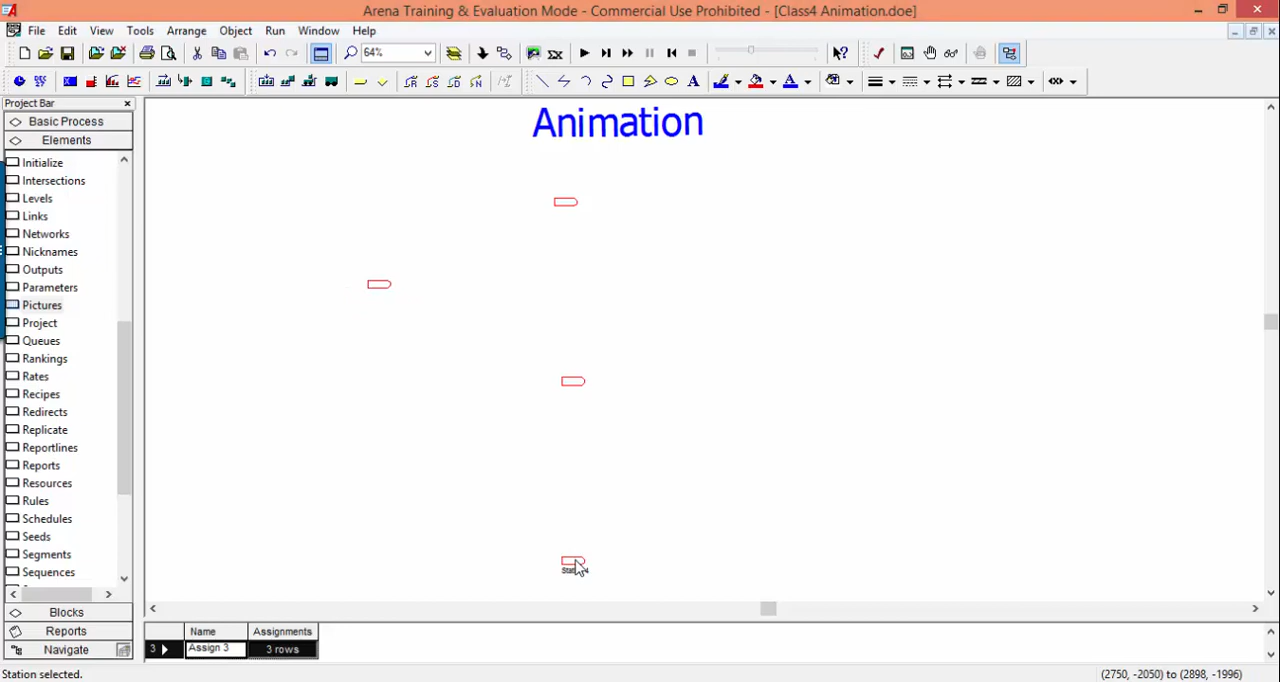 Arena Training & Evaluation Mode - Commercial Use Prohibited - [Class4 Animation.doe]
File Edit View Tools Arrange Object Run Window Help
64%
Project Bar
Basic Process
Elements
Initialize
Intersections
Levels
Links
Networks
Nicknames
Outputs
Parameters
Pictures
Project
Queues
Rankings
Rates
Recipes
Redirects
Replicate
Reportlines
Reports
Resources
Rules
Schedules
Seeds
Segments
Sequences
Blocks
Reports
Navigate
Animation
Name Assignments
3 Assign 3 3 rows
Station selected.
(2750, -2050) to (2898, -1996)